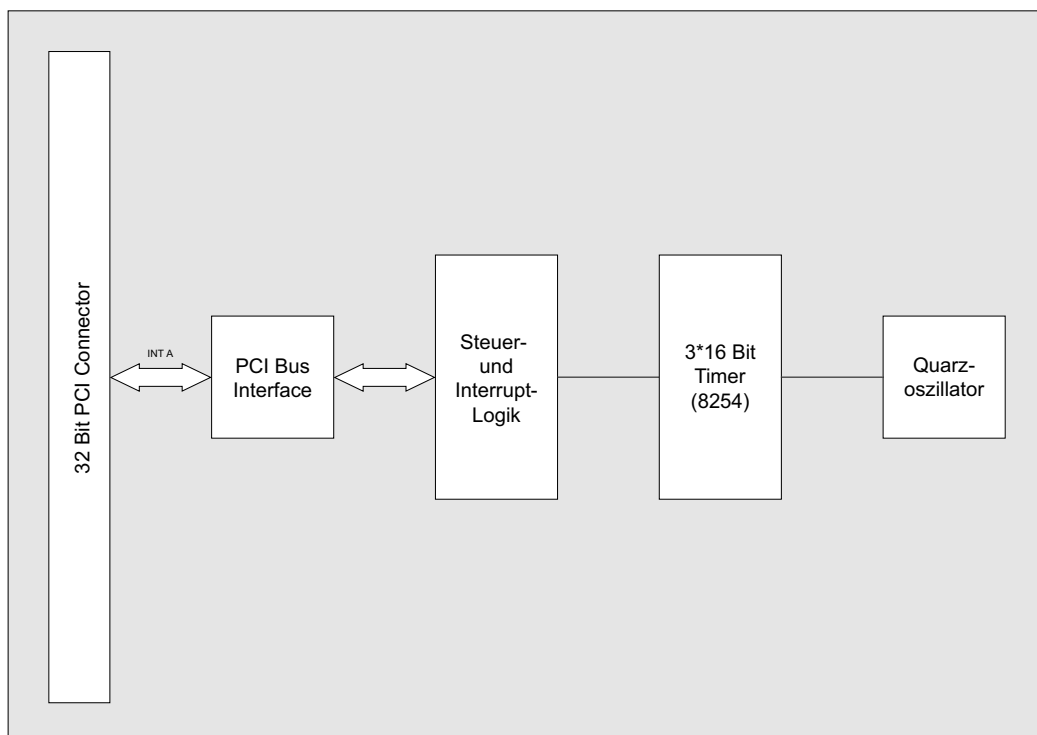 32 Bit PCI Connector
INT A
PCI Bus
Interface
Steuer-
und
Interrupt-
Logik
3*16 Bit
Timer
(8254)
Quarz-
oszillator